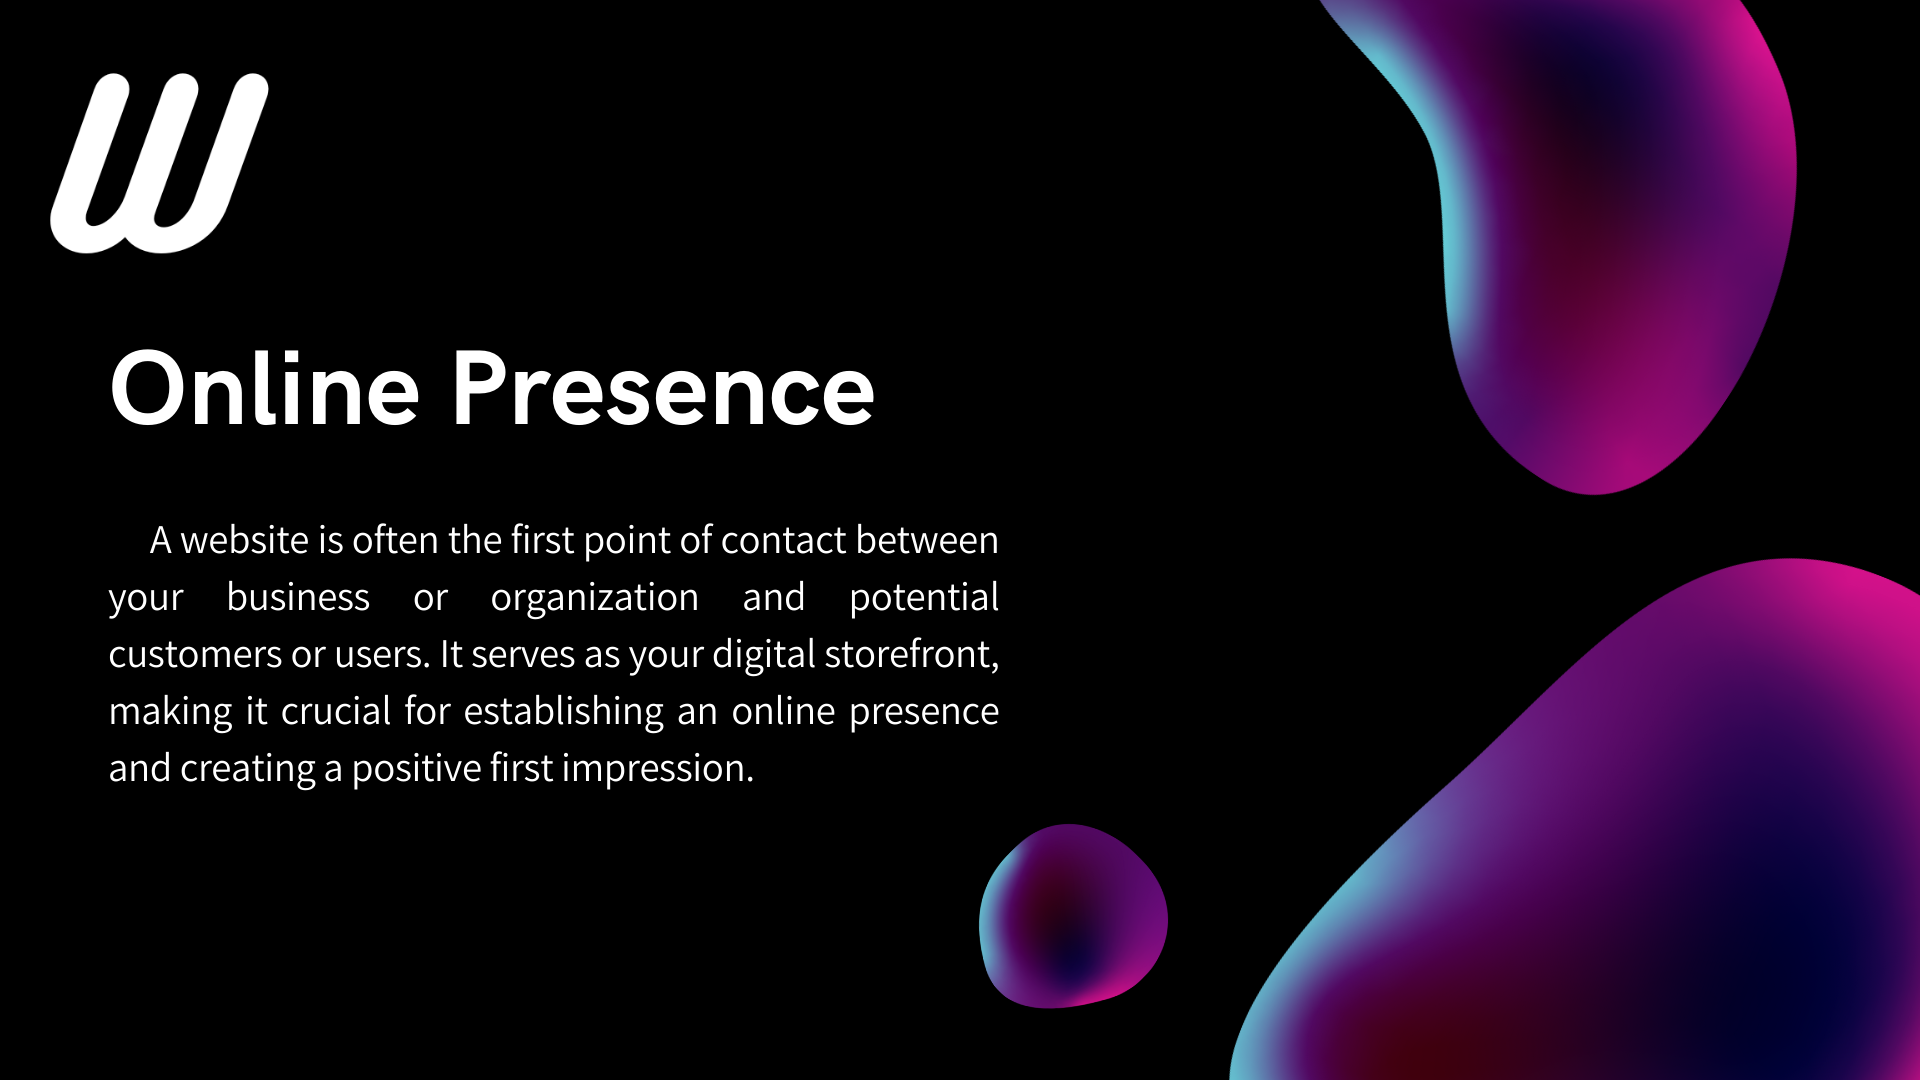 W
Online Presence
A website is often the first point of contact between
your business or organization and potential
customers or users. It serves as your digital storefront,
making it crucial for establishing an online presence
and creating a positive first impression.